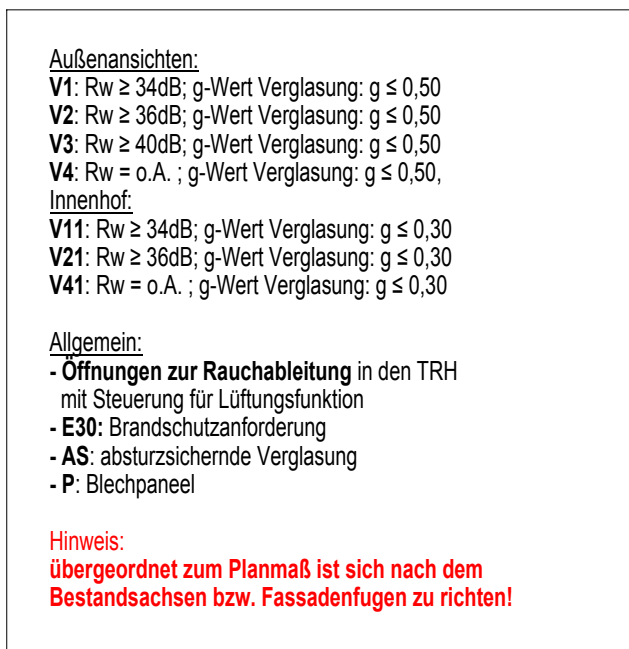 Außenansichten:
V1: Rw ≥ 34dB; g-Wert Verglasung: g ≤ 0,50
V2: Rw ≥ 36dB; g-Wert Verglasung: g ≤ 0,50
V3: Rw ≥ 40dB; g-Wert Verglasung: g ≤ 0,50
V4: Rw = o.A. ; g-Wert Verglasung: g ≤ 0,50,
Innenhof:
V11: Rw ≥ 34dB; g-Wert Verglasung: g ≤ 0,30
V21: Rw ≥ 36dB; g-Wert Verglasung: g ≤ 0,30
V41: Rw = o.A. ; g-Wert Verglasung: g ≤ 0,30
Allgemein:
- Öffnungen zur Rauchableitung in den TRH
mit Steuerung für Lüftungsfunktion
- E30: Brandschutzanforderung
- AS: absturzsichernde Verglasung
- P: Blechpaneel
Hinweis:
übergeordnet zum Planmaß ist sich nach dem
Bestandsachsen bzw. Fassadenfugen zu richten!